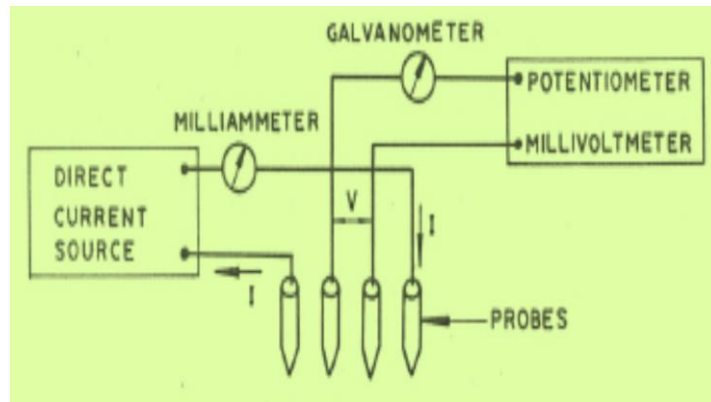 GALVANOMETER
POTENTIOMETER
MILLIAMMETER
MILLIVOLTMETER
DIRECT
CURRENT
SOURCE
V
I
I
PROBES